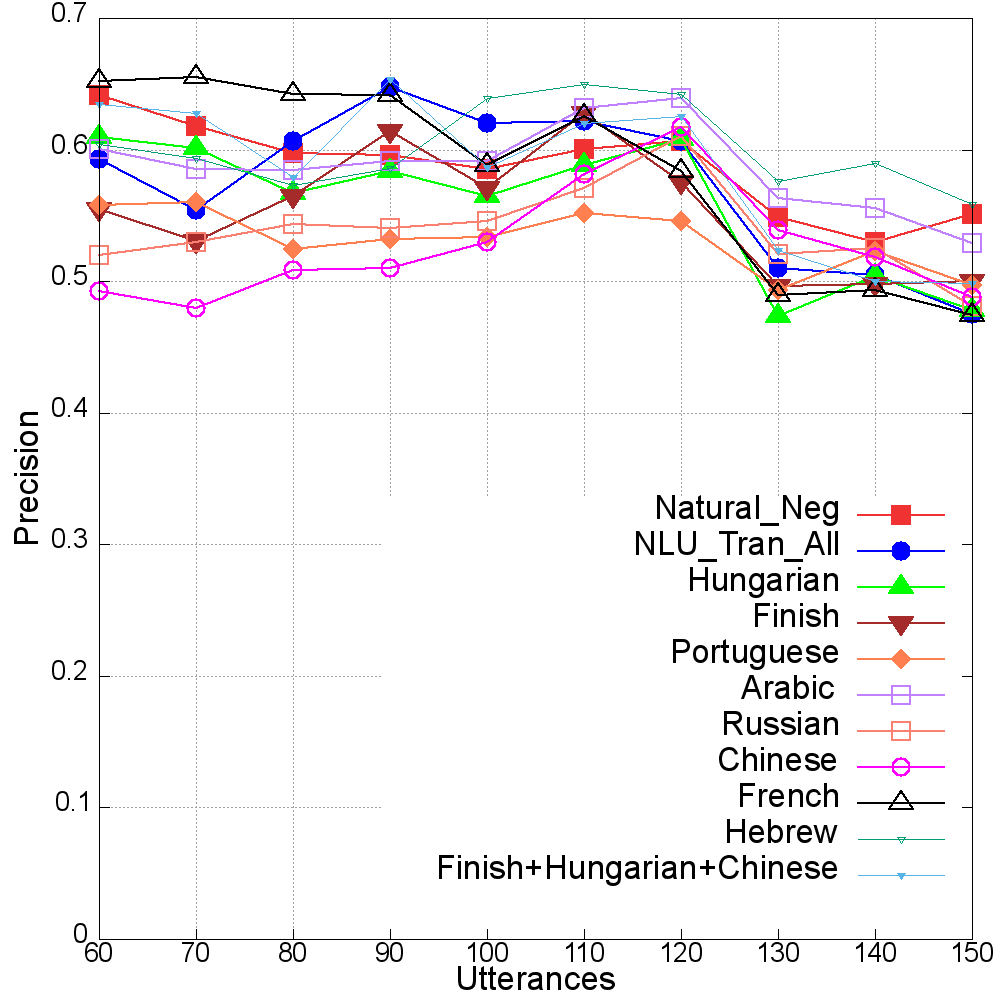 0.7
0.6
0.5
0.4
0.3
0.2
0.1
0
Precision
Natural_Neg
NLU_Tran_All
Hungarian
Finish
Portuguese
Arabic
Russian
Chinese
French
Hebrew
Finish+Hungarian+Chinese
60 70 80 90 100 110 120 130 140 150
Utterances